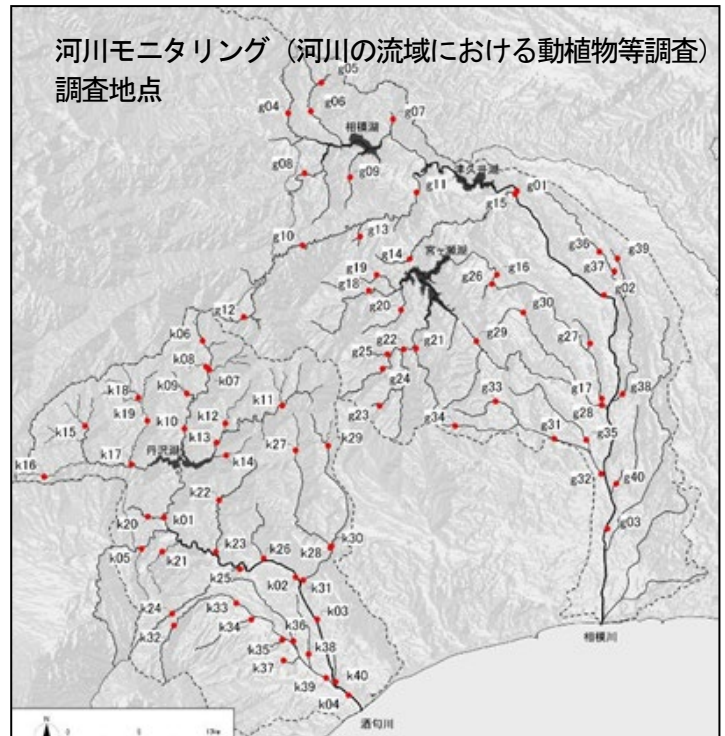 河川モニタリング（河川の流域における動植物等調査）
調査地点
g05
g04
g06
g07
相模湖
g08
g09
津久井湖
g11
g01
g15
g10
g13
g14
宮ヶ瀬湖
g36
g39
g37
g19
g18
g26
g16
g02
g12
g20
g30
k06
g22
g21
g29
g27
k08
g25
k07
g24
k18
k09
k11
g33
g17
g38
k19
k12
g23
g28
k15
k10
k13
g34
g31
g35
k27
k29
k17
丹沢湖
k14
k16
g32
g40
k22
k20
k01
g03
k05
k21
k23
k26
k28
k30
k25
k02
k31
k24
k33
k03
k32
k34
k36
相模川
k35
k38
k37
k39
k40
k04
酒匂川
N
0